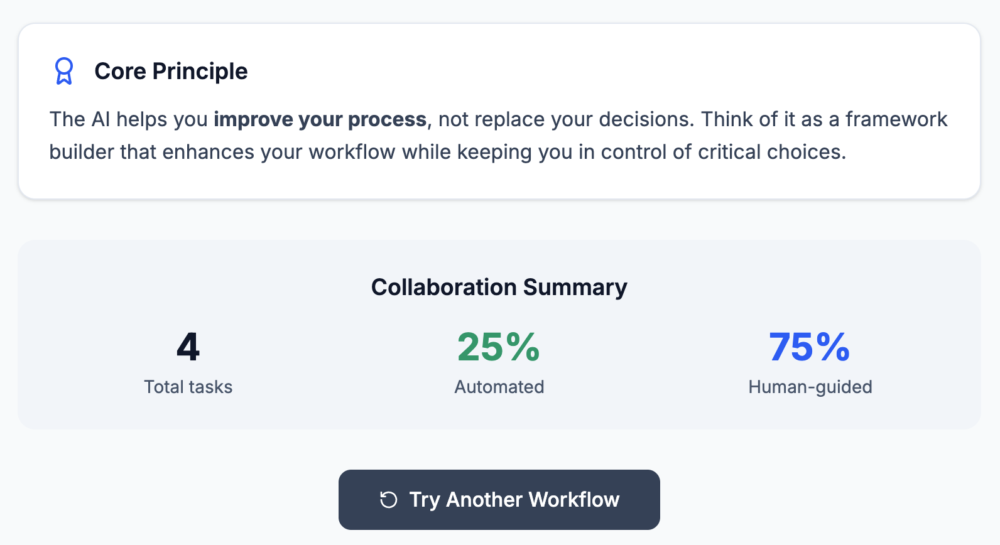 Core Principle
The AI helps you improve your process, not replace your decisions. Think of it as a framework
builder that enhances your workflow while keeping you in control of critical choices.
Collaboration Summary
4
Total tasks
25%
Automated
75%
Human-guided
Try Another Workflow